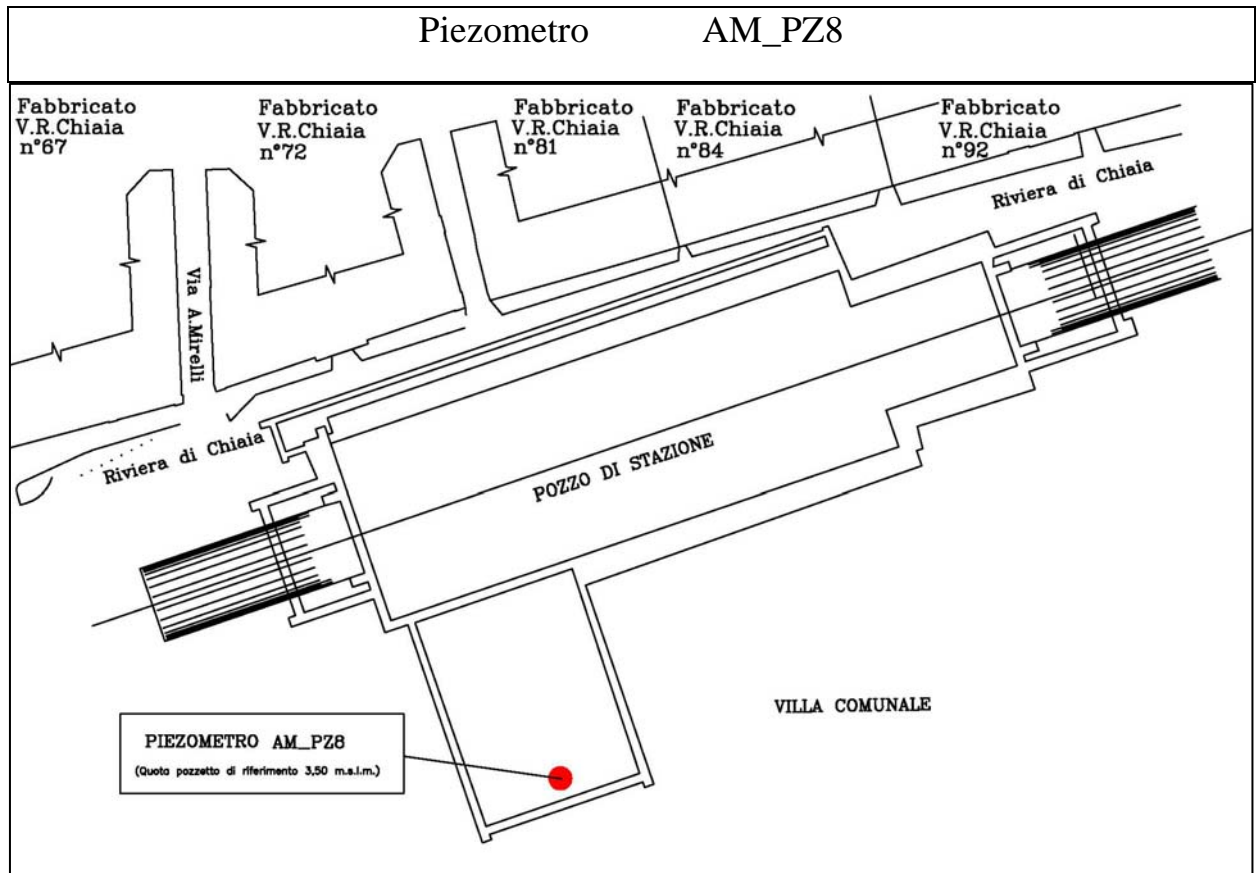 Piezometro AM_PZ8
Fabbricato
V.R.Chiaia
n°67
Fabbricato
V.R.Chiaia
n°72
Fabbricato
V.R.Chiaia
n°81
Fabbricato
V.R.Chiaia
n°84
Fabbricato
V.R.Chiaia
n°92
Riviera di Chiaia
Via A.Mirelli
Riviera di Chiaia
POZZO DI STAZIONE
VILLA COMUNALE
PIEZOMETRO AM_PZ8
(Quota pozzetto di riferimento 3,50 m.s.l.m.)